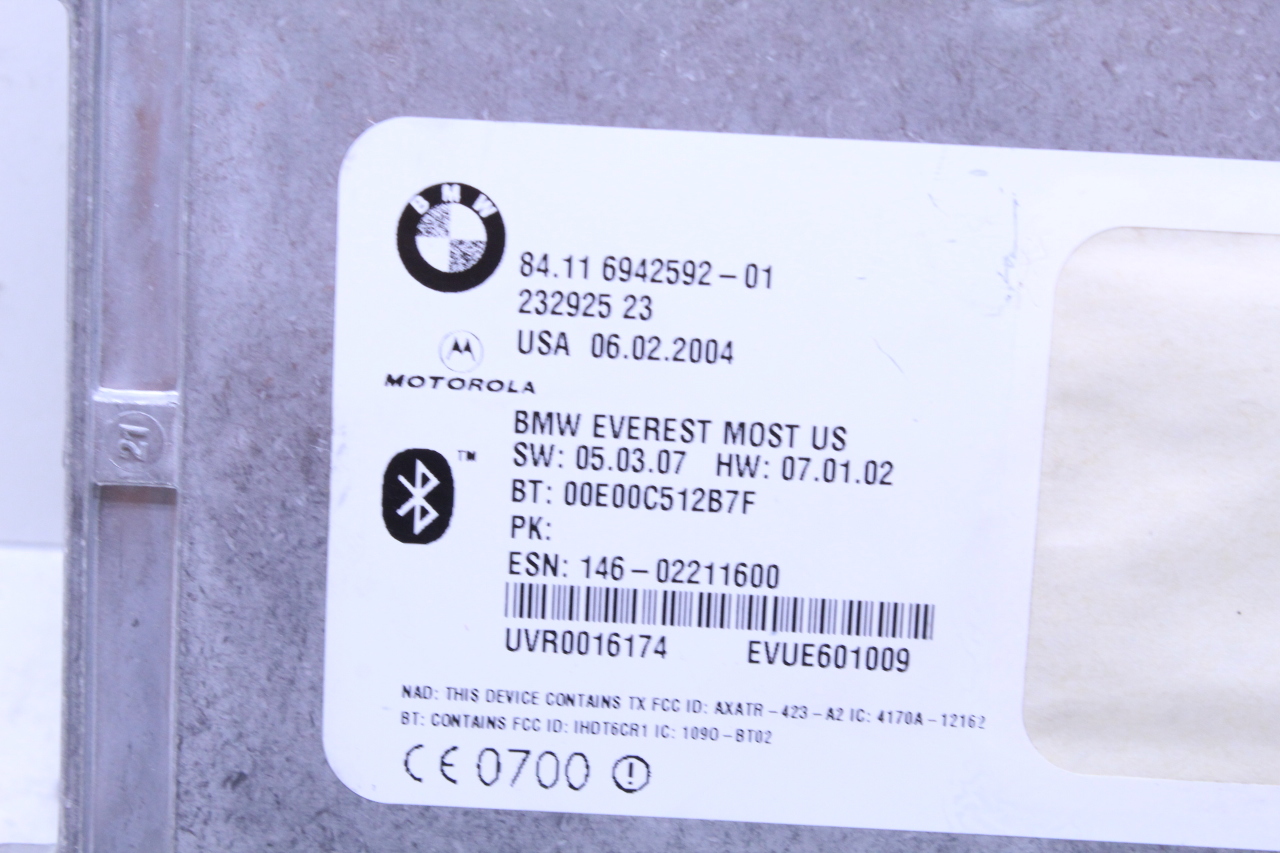 BMW
84.11 6942592-01
232925 23
USA 06.02.2004
MOTOROLA
BMW EVEREST MOST US
SW: 05.03.07 HW: 07.01.02
™
BT: 00E00C512B7F
PK:
ESN: 146-02211600
UVR0016174 EVUE601009
NAD: THIS DEVICE CONTAINS TX FCC ID: AXATR-423-A2 IC: 4170A-12162
BT: CONTAINS FCC ID: IHDT6CR1 IC: 109O-BT02
CE 0700
21